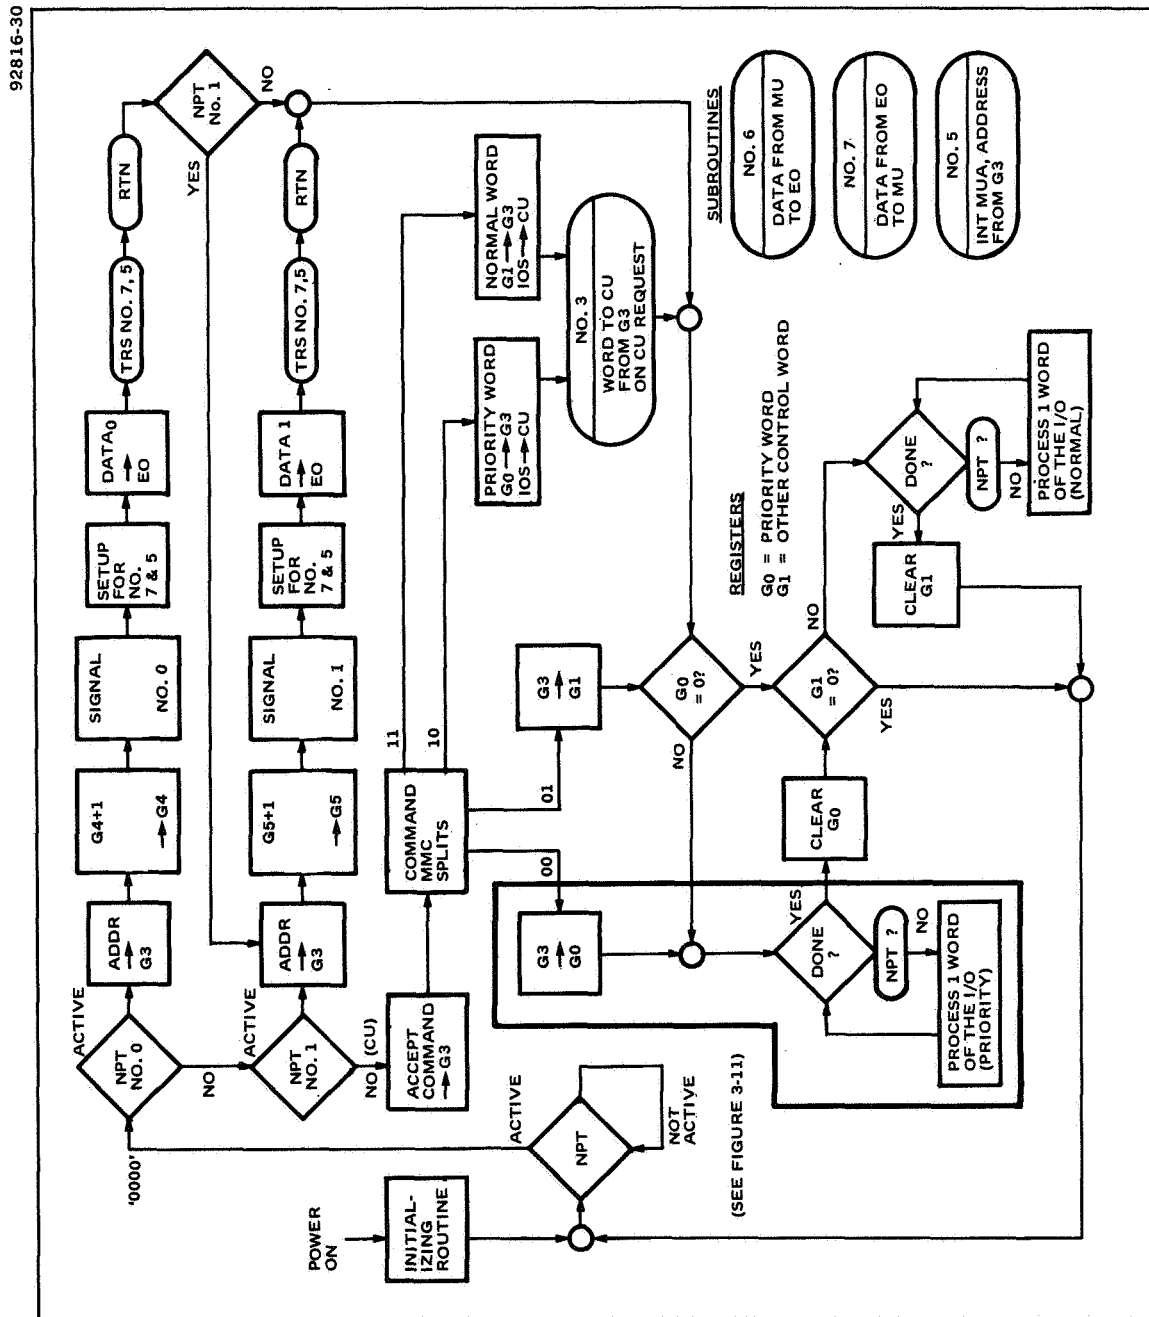 92816-30
'0000'
ACTIVE
NPT
NO. 0
NO
ADDR
→ G3
G4+1
→G4
SIGNAL
NO. 0
SETUP
FOR
NO.
7 & 5
DATA0
→
EO
TRS NO. 7, 5
RTN
NPT
No. 1
YES
NO
ACTIVE
NPT
NO. 1
NO (CU)
ADDR
→ G3
G5+1
→G5
SIGNAL
NO. 1
SETUP
FOR
NO.
7 & 5
DATA 1
→
EO
TRS NO. 7,5
RTN
ACCEPT
COMMAND
→G3
COMMAND
MMC
SPLITS
11
10
00
01
PRIORITY WORD
G0→G3
IOS→CU
NORMAL WORD
G1→G3
IOS→CU
NO. 3
WORD TO CU
FROM G3
ON CU REQUEST
POWER
ON
INITIAL-
IZING
ROUTINE
NPT
ACTIVE
NOT
ACTIVE
(SEE FIGURE 3-11)
G3
→
G0
G3
→
G1
G0
= 0?
NO
YES
DONE
?
YES
NPT ?
NO
PROCESS 1 WORD
OF THE I/O
(PRIORITY)
CLEAR
G0
G1
= 0?
NO
YES
DONE
?
YES
NPT ?
NO
PROCESS 1 WORD
OF THE I/O
(NORMAL)
CLEAR
G1
REGISTERS
G0 = PRIORITY WORD
G1 = OTHER CONTROL WORD
SUBROUTINES
NO. 6
DATA FROM MU
TO EO
NO. 7
DATA FROM EO
TO MU
NO. 5
INT MUA, ADDRESS
FROM G3